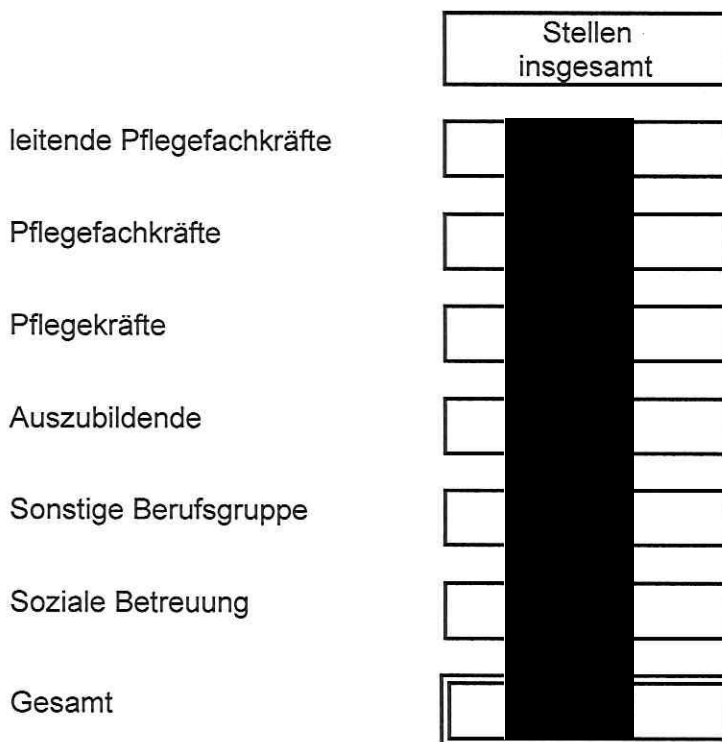 Stellen
insgesamt
leitende Pflegefachkräfte
Pflegefachkräfte
Pflegekräfte
Auszubildende
Sonstige Berufsgruppe
Soziale Betreuung
Gesamt